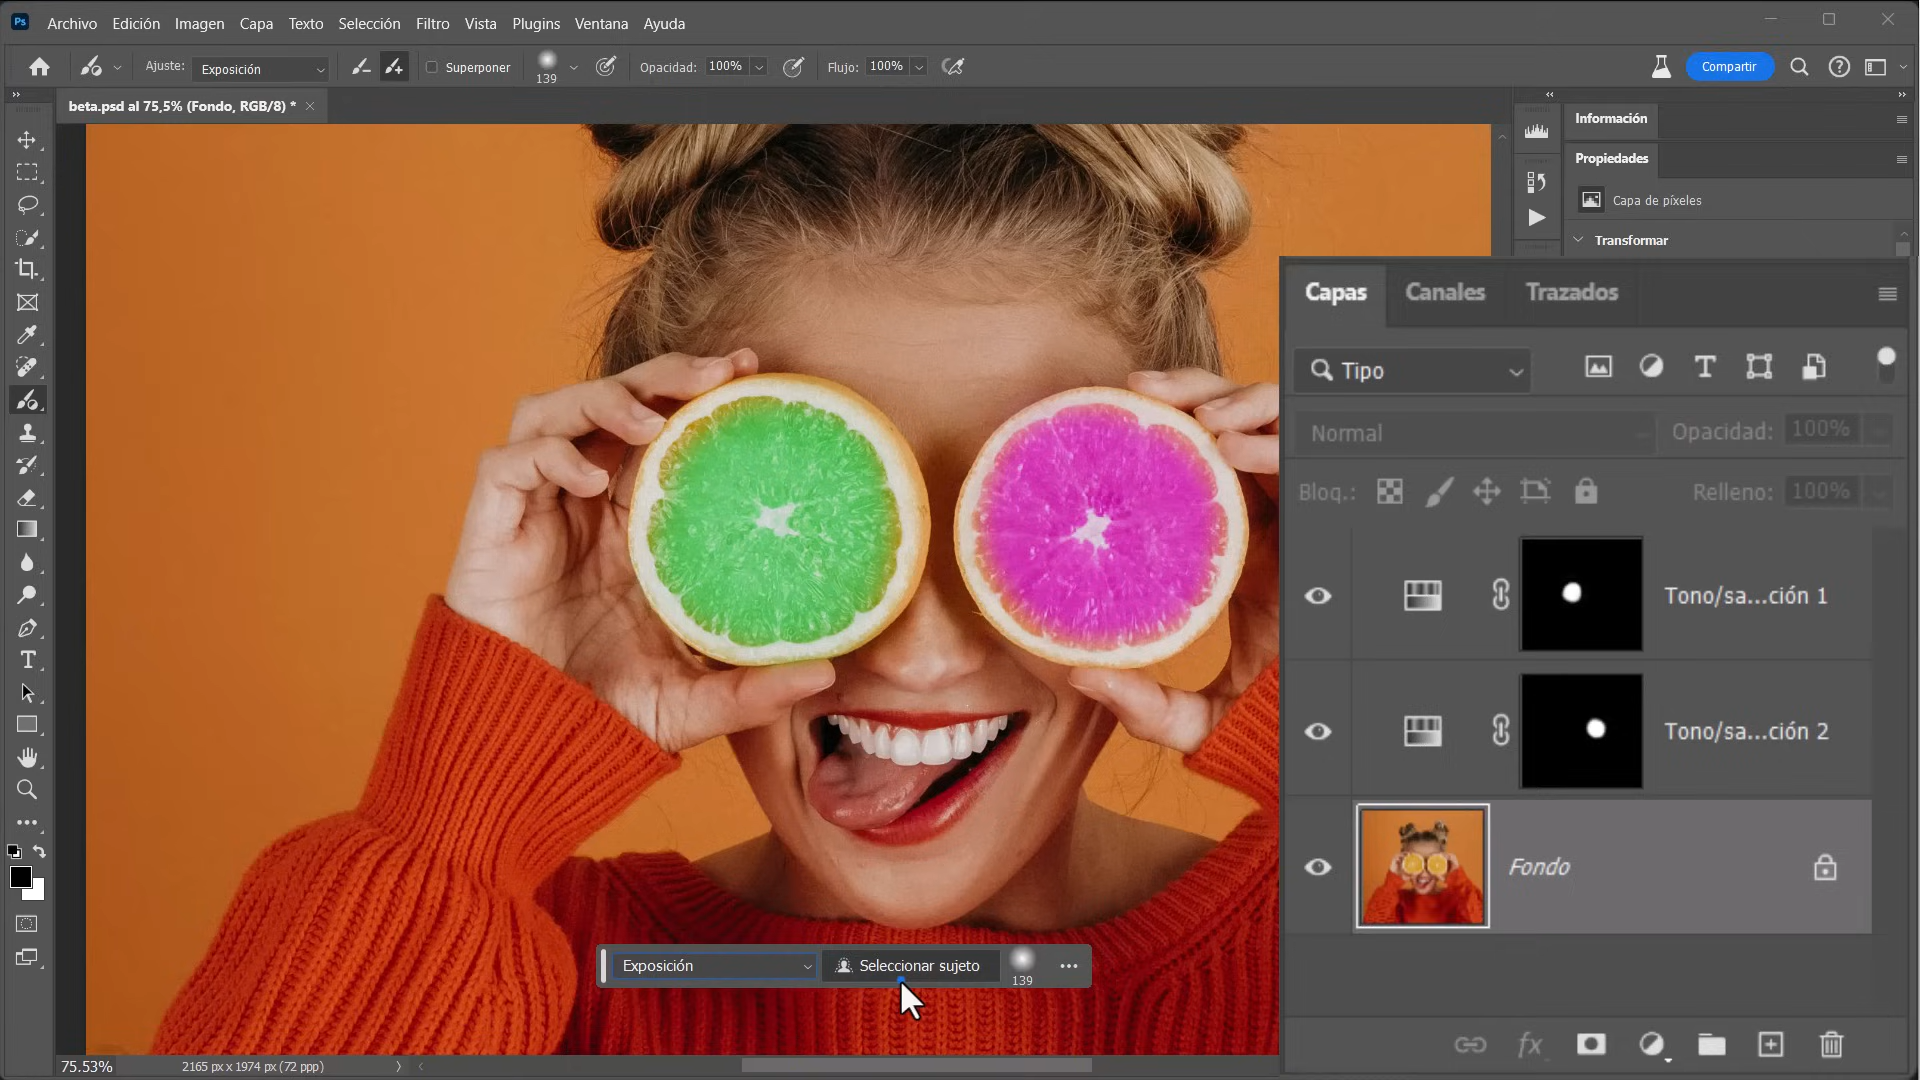 Ps
Archivo Edición Imagen Capa Texto Selección Filtro Vista Plugins Ventana Ayuda
Ajuste: Exposición Superponer 139 Opacidad: 100% Flujo: 100% Compartir
beta.psd al 75,5% (Fondo, RGB/8) *
Información
Propiedades
Capa de píxeles
Transformar
Capas Canales Trazados
Tipo
Normal Opacidad: 100%
Bloq.: Relleno: 100%
Tono/sa...ción 1
Tono/sa...ción 2
Fondo
Exposición Seleccionar sujeto 139
fx
75.53% 2165 px x 1974 px (72 ppp)